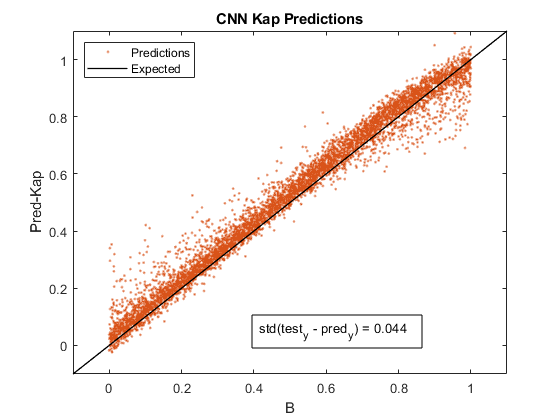 CNN Kap Predictions
Predictions
Expected
Pred-Kap
1
0.8
0.6
0.4
0.2
0
std(test_y - pred_y) = 0.044
0 0.2 0.4 0.6 0.8 1
B